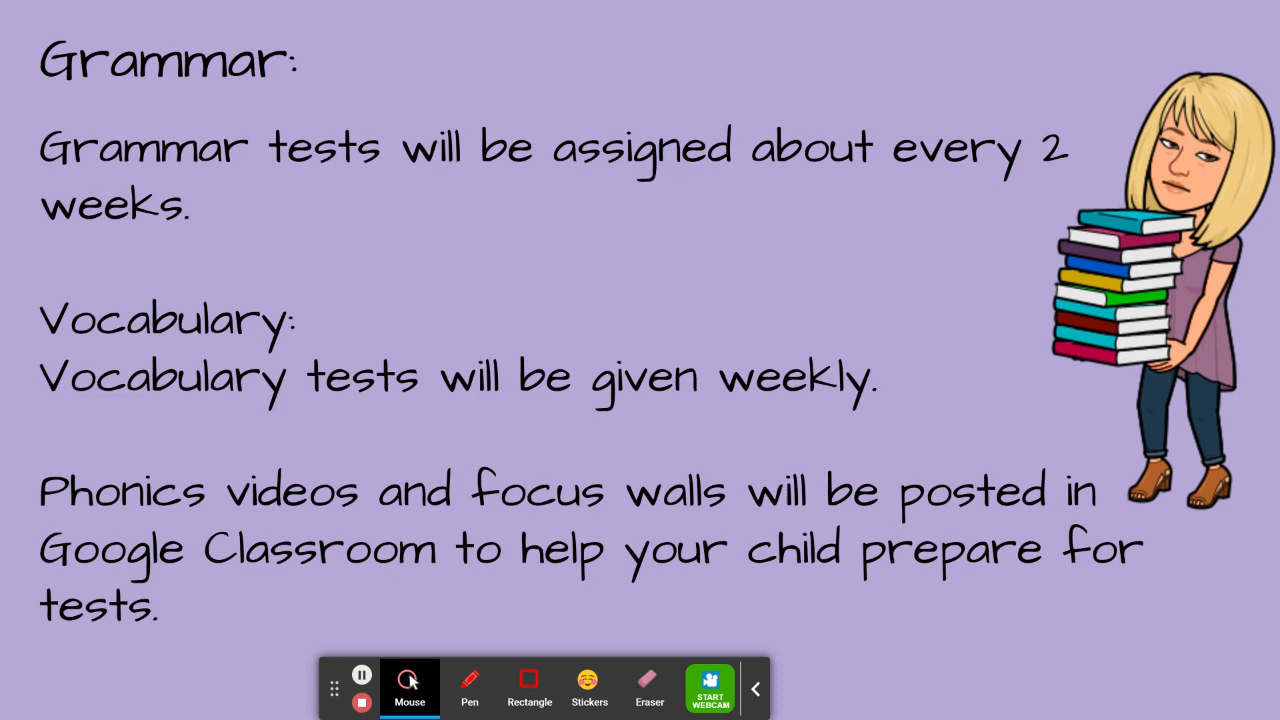 Grammar:
Grammar tests will be assigned about every 2
weeks.
Vocabulary:
Vocabulary tests will be given weekly.
Phonics videos and focus walls will be posted in
Google Classroom to help your child prepare for
tests.
Mouse
Pen
Rectangle
Stickers
Eraser
START
WEBCAM